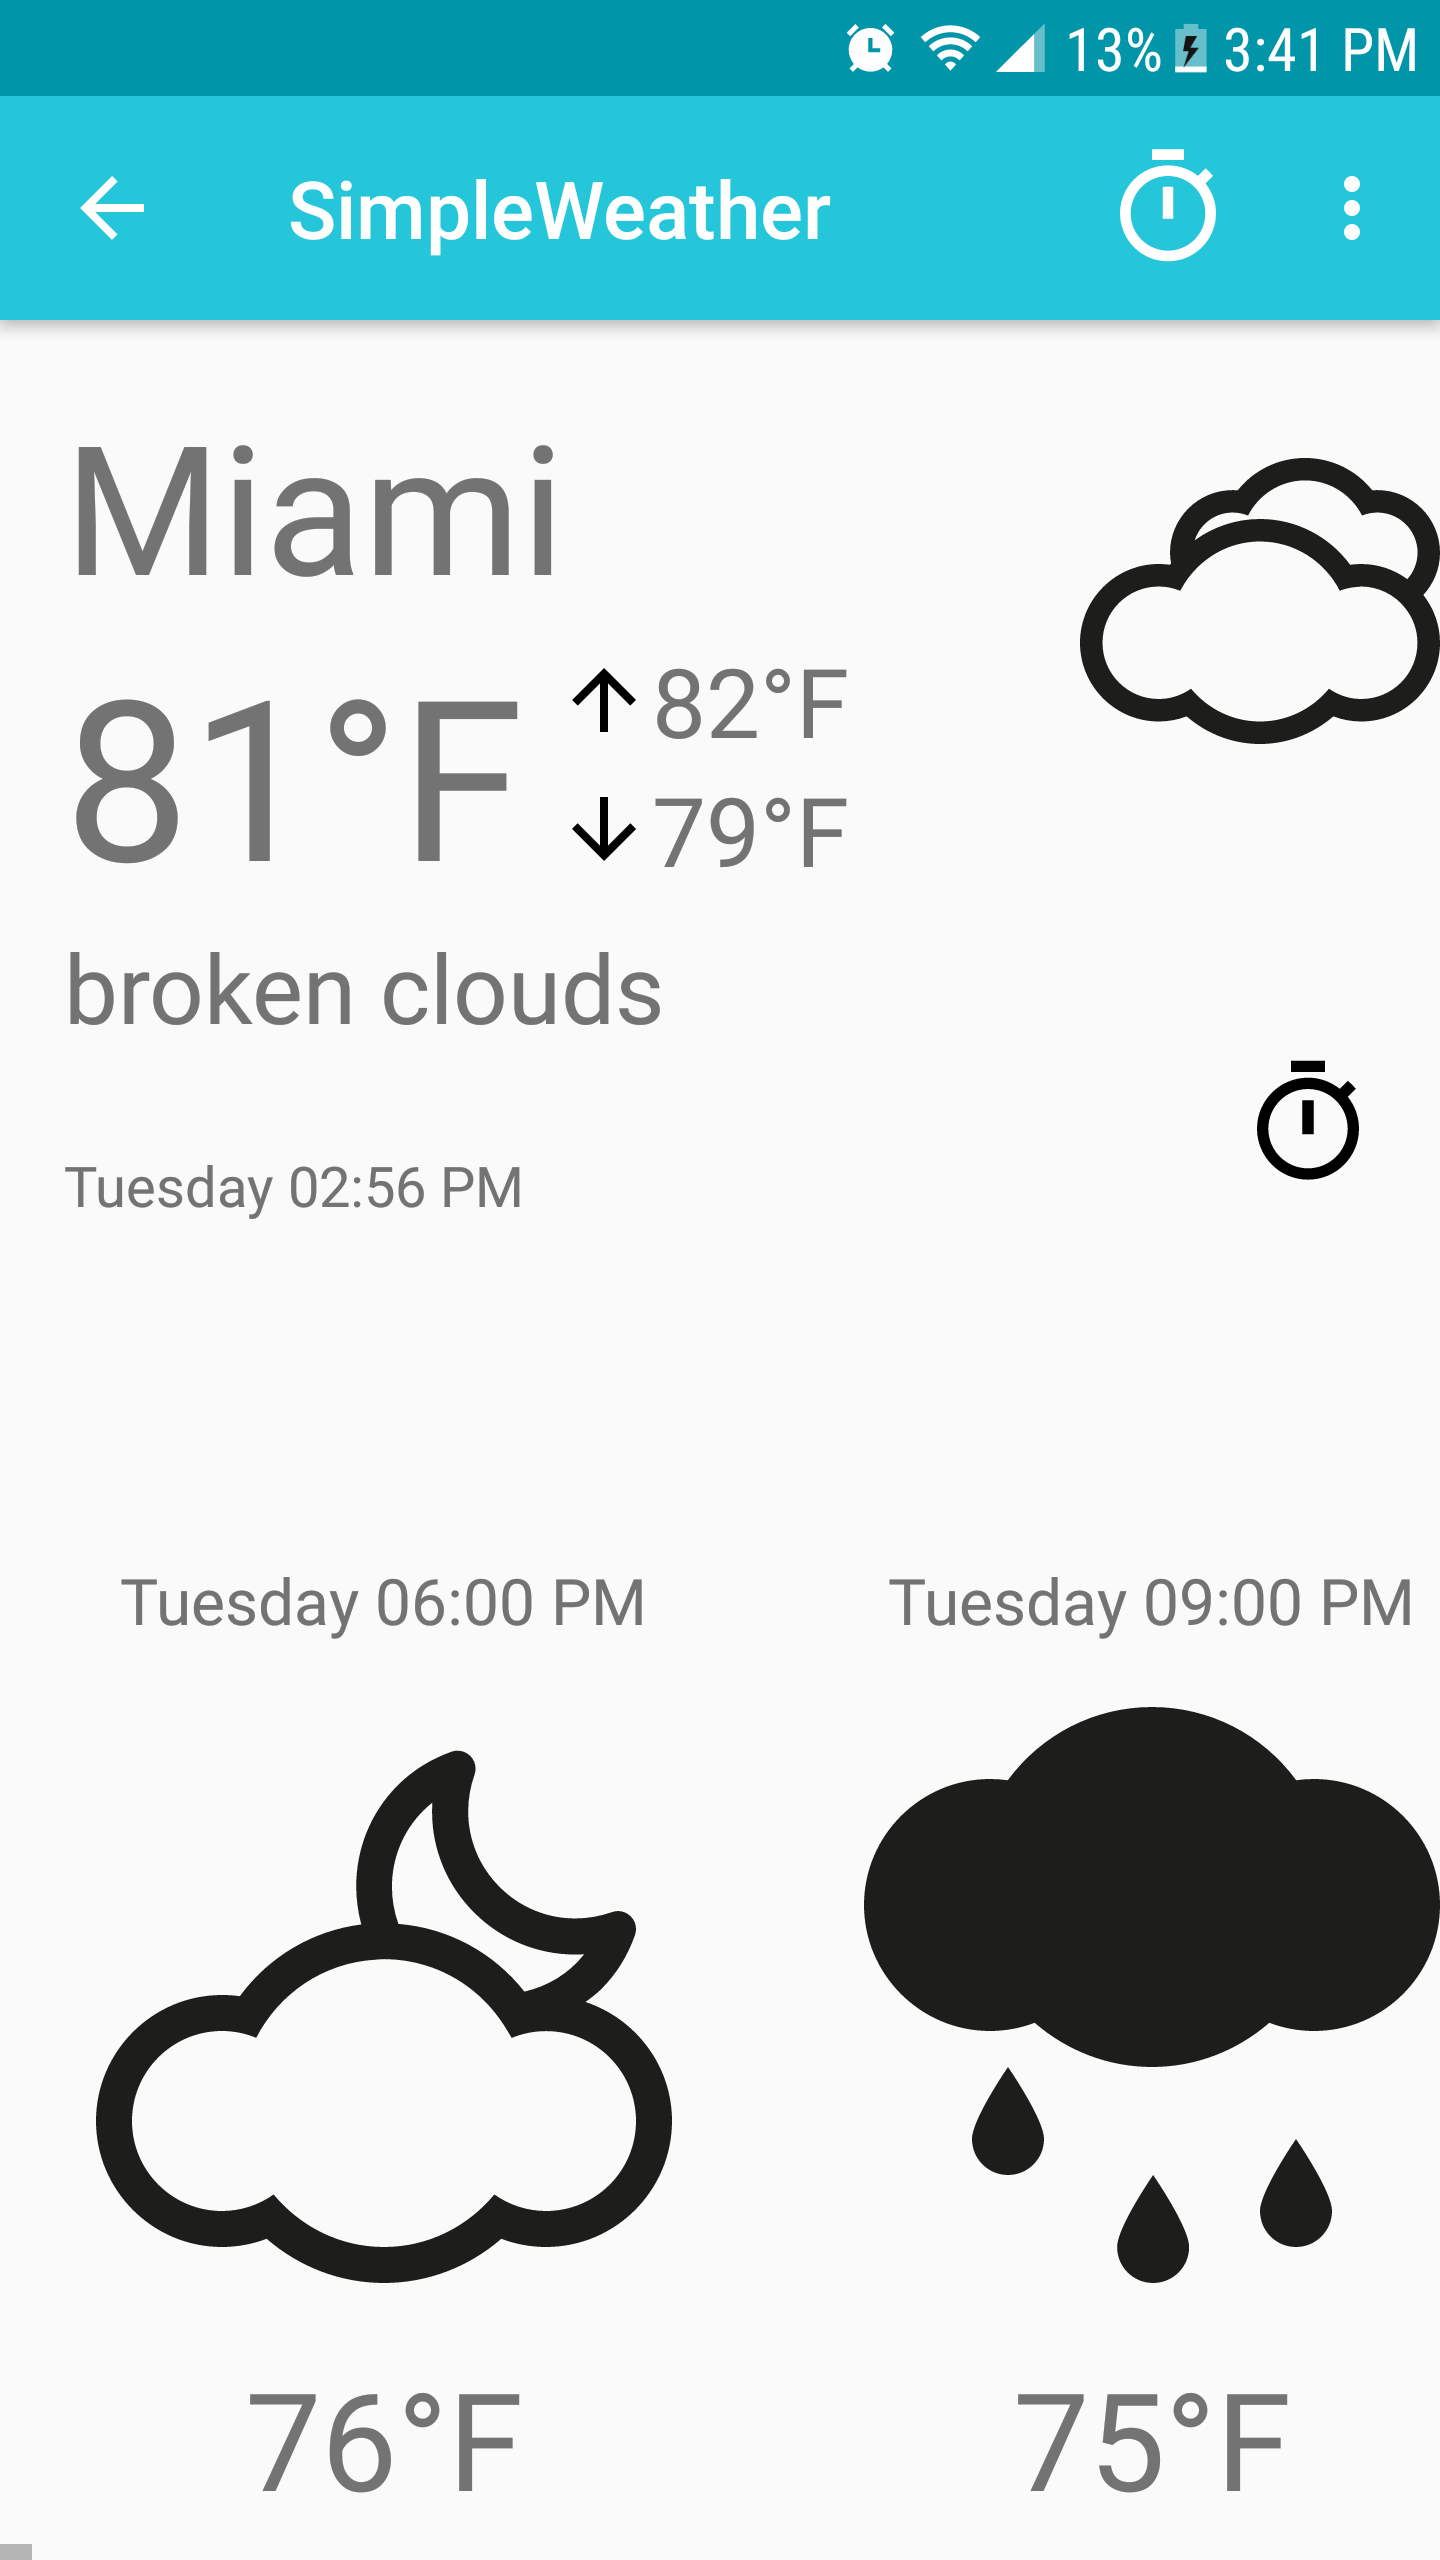 13% 3:41 PM
SimpleWeather
Miami
81°F
82°F
79°F
broken clouds
Tuesday 02:56 PM
Tuesday 06:00 PM
Tuesday 09:00 PM
76°F
75°F